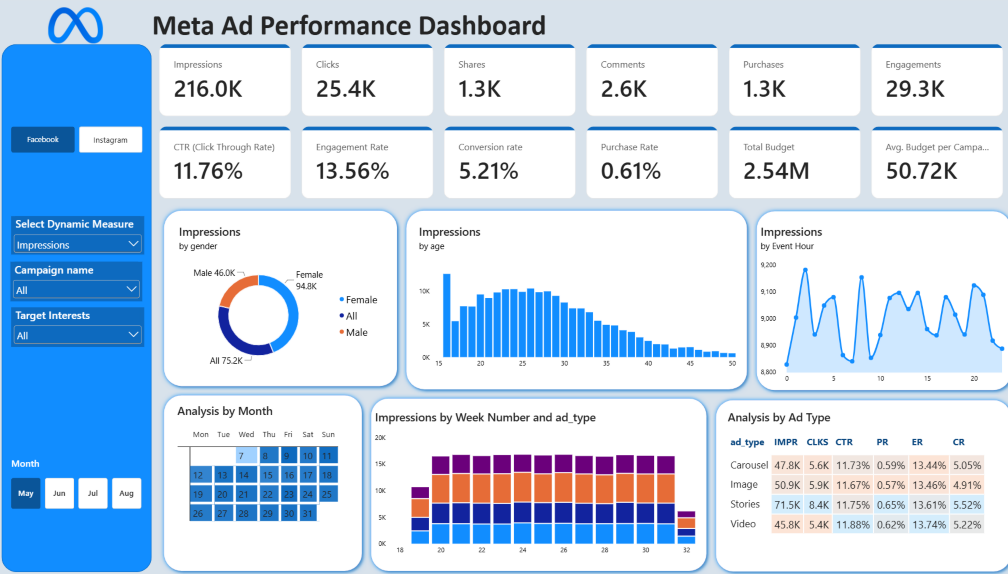 Meta Ad Performance Dashboard
Facebook
Instagram
Select Dynamic Measure
Impressions
Campaign name
All
Target Interests
All
Month
May
Jun
Jul
Aug
Impressions
216.0K
Clicks
25.4K
Shares
1.3K
Comments
2.6K
Purchases
1.3K
Engagements
29.3K
CTR (Click Through Rate)
11.76%
Engagement Rate
13.56%
Conversion rate
5.21%
Purchase Rate
0.61%
Total Budget
2.54M
Avg. Budget per Campa...
50.72K
Impressions
by gender
Male 46.0K
Female
94.8K
All 75.2K
Female
All
Male
Impressions
by age
10K
5K
0K
15 20 25 30 35 40 45 50
Impressions
by Event Hour
9,200
9,100
9,000
8,900
8,800
0 5 10 15 20
Analysis by Month
Mon Tue Wed Thu Fri Sat Sun
7 8 9 10 11
12 13 14 15 16 17 18
19 20 21 22 23 24 25
26 27 28 29 30 31
Impressions by Week Number and ad_type
20K
15K
10K
5K
0K
18 20 22 24 26 28 30 32
Analysis by Ad Type
ad_type IMPR CLKS CTR PR ER CR
Carousel 47.8K 5.6K 11.73% 0.59% 13.44% 5.05%
Image 50.9K 5.9K 11.67% 0.57% 13.46% 4.91%
Stories 71.5K 8.4K 11.75% 0.65% 13.61% 5.52%
Video 45.8K 5.4K 11.88% 0.62% 13.74% 5.22%